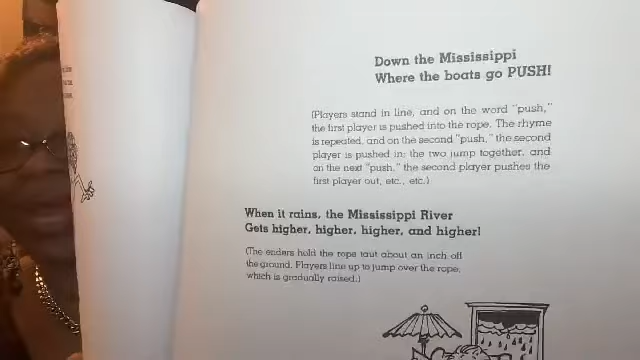 Down the Mississippi
Where the boats go PUSH!
(Players stand in line, and on the word "push,"
the first player is pushed into the rope. The rhyme
is repeated, and on the second "push," the second
player is pushed in; the two jump together, and
on the next "push," the second player pushes the
first player out, etc., etc.)
When it rains, the Mississippi River
Gets higher, higher, higher, and higher!
(The enders hold the rope taut about an inch off
the ground. Players line up to jump over the rope,
which is gradually raised.)